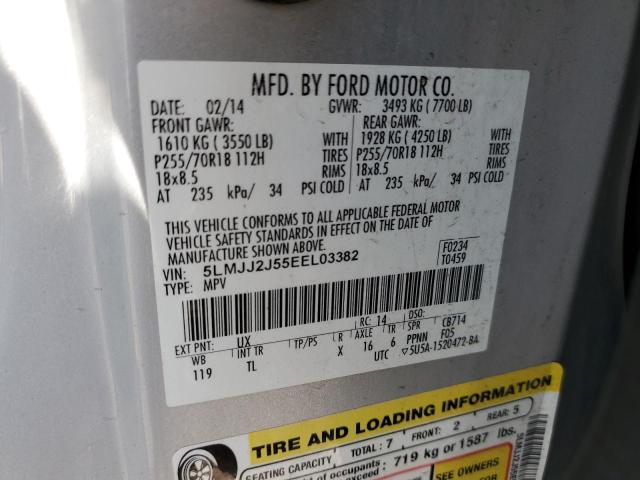 MFD. BY FORD MOTOR CO.
DATE: 02/14 GVWR: 3493 KG ( 7700 LB)
FRONT GAWR: REAR GAWR:
1610 KG ( 3550 LB) WITH 1928 KG ( 4250 LB) WITH
P255/70R18 112H TIRES P255/70R18 112H TIRES
18x8.5 RIMS 18x8.5 RIMS
AT 235 kPa/ 34 PSI COLD AT 235 kPa/ 34 PSI COLD
THIS VEHICLE CONFORMS TO ALL APPLICABLE FEDERAL MOTOR
VEHICLE SAFETY STANDARDS IN EFFECT ON THE DATE OF
MANUFACTURE SHOWN ABOVE.
VIN: 5LMJJ2J55EEL03382 F0234
TYPE: MPV T0459
EXT PNT: UX RC: 14 DSO: CB714
WB INT TR TP/PS R AXLE TR SPR F05
119 TL X 16 6 PPNN
UTC ▽5U5A-1520472-BA
TIRE AND LOADING INFORMATION
SEATING CAPACITY TOTAL: 7 FRONT: 2 REAR: 5
of occupants 719 kg or 1587 lbs.
exceed :
SEE OWNERS